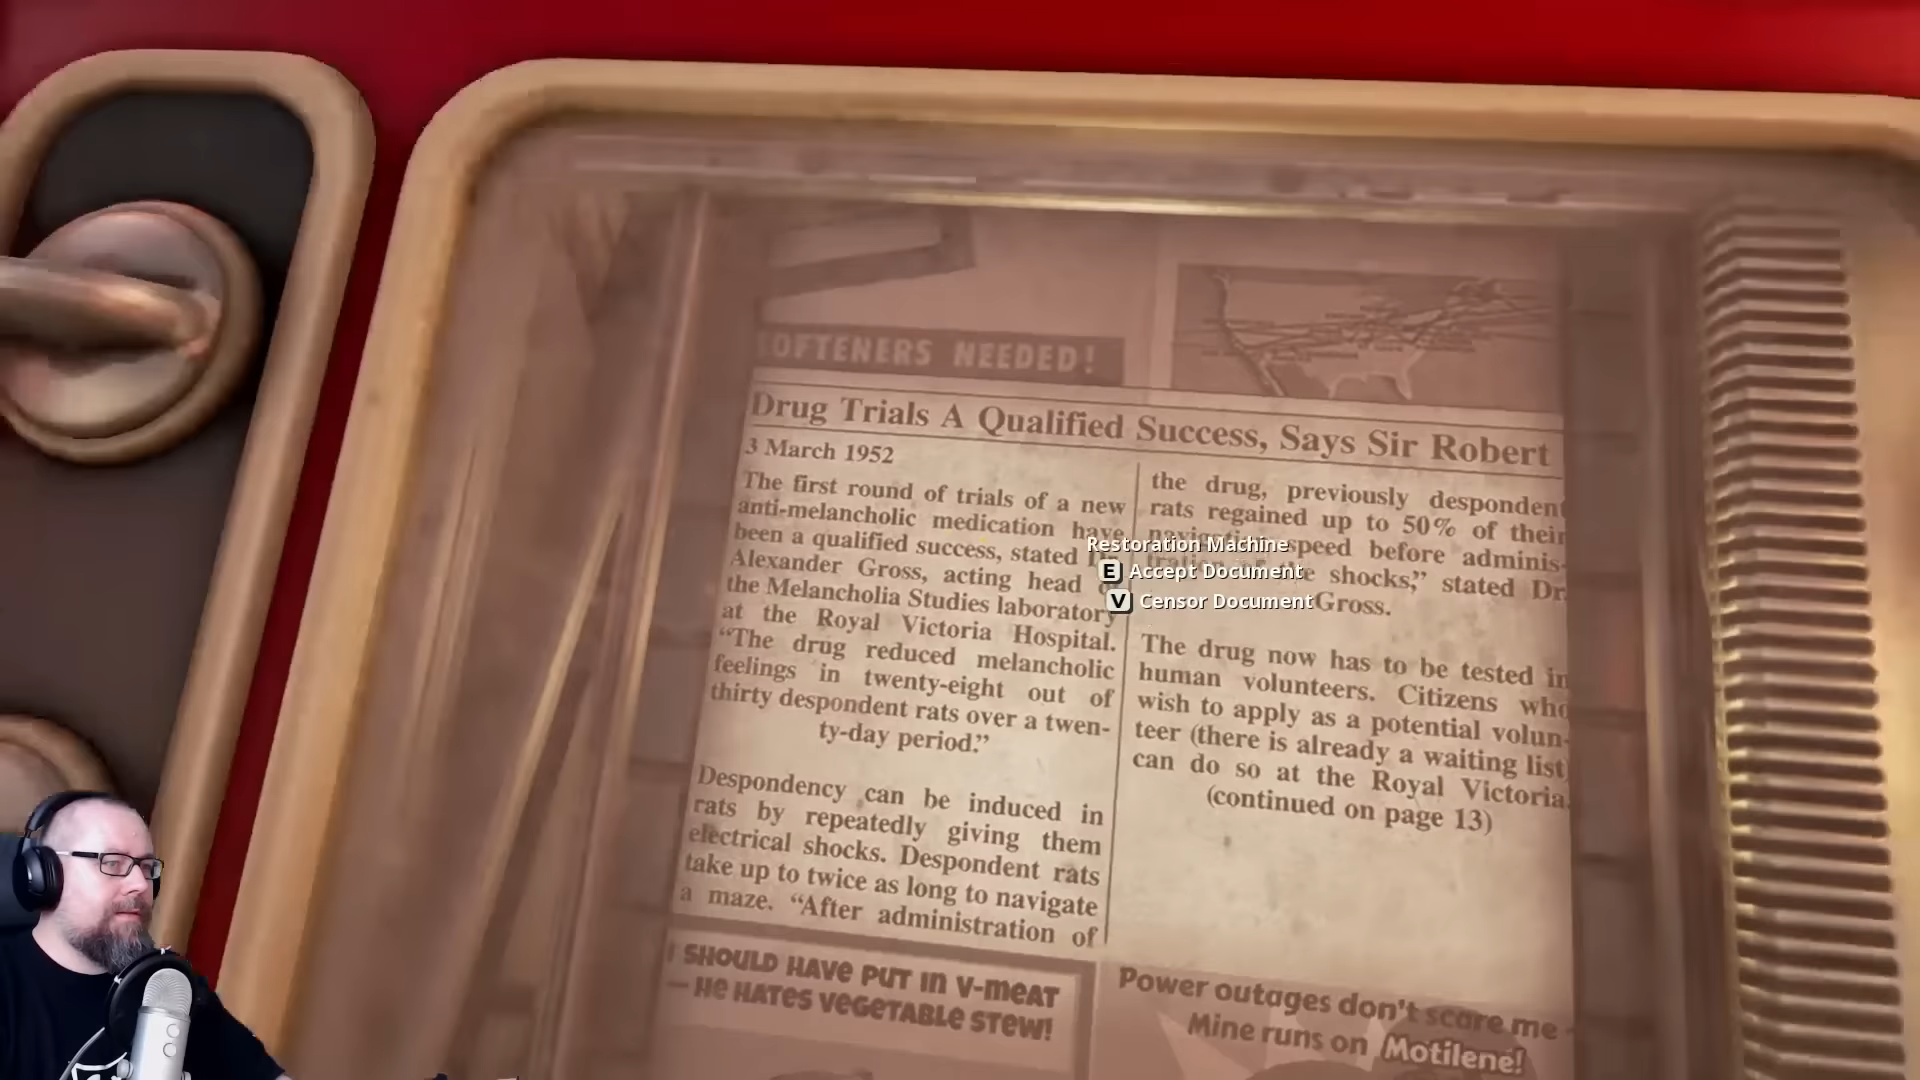 OFTENERS NEEDED!
Drug Trials A Qualified Success, Says Sir Robert
3 March 1952
The first round of trials of a new
anti-melancholic medication have
been a qualified success, stated
Alexander Gross, acting head
the Melancholia Studies laboratory
at the Royal Victoria Hospital.
“The drug reduced melancholic
feelings in twenty-eight out of
thirty despondent rats over a twen-
ty-day period.”
Despondency can be induced in
rats by repeatedly giving them
electrical shocks. Despondent rats
take up to twice as long to navigate
a maze. “After administration of
the drug, previously despondent
rats regained up to 50% of their
speed before adminis-
shocks,” stated Dr.
Gross.
The drug now has to be tested in
human volunteers. Citizens who
wish to apply as a potential volun-
teer (there is already a waiting list)
can do so at the Royal Victoria.
(continued on page 13)
Restoration Machine
E Accept Document
V Censor Document
I SHOULD HAVE PUT IN V-MEAT
— HE HATES VEGETABLE STEW!
Power outages don't scare me -
Mine runs on Motilene!